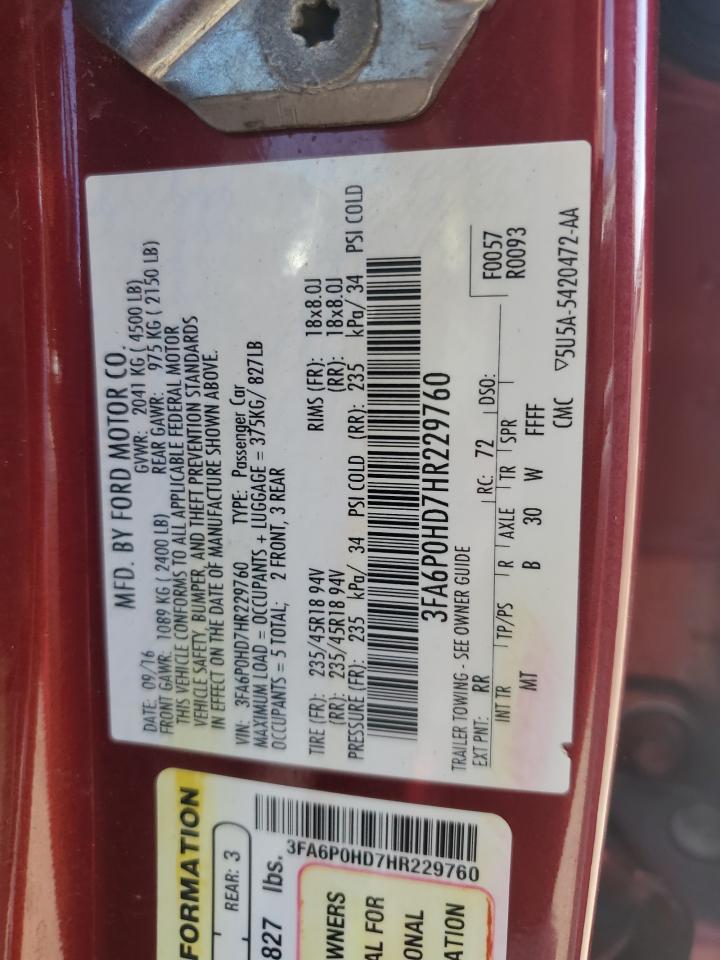 MFD. BY FORD MOTOR CO.
DATE: 09/16 GVWR: 2041 KG ( 4500 LB)
FRONT GAWR: 1089 KG ( 2400 LB) REAR GAWR: 975 KG ( 2150 LB)
THIS VEHICLE CONFORMS TO ALL APPLICABLE FEDERAL MOTOR
VEHICLE SAFETY, BUMPER, AND THEFT PREVENTION STANDARDS
IN EFFECT ON THE DATE OF MANUFACTURE SHOWN ABOVE.
VIN: 3FA6P0HD7HR229760 TYPE: Passenger Car
MAXIMUM LOAD = OCCUPANTS + LUGGAGE = 375KG/ 827LB
OCCUPANTS = 5 TOTAL; 2 FRONT, 3 REAR
TIRE (FR): 235/45R18 94V RIMS (FR): 18x8.0J
(RR): 235/45R18 94V (RR): 18x8.0J
PRESSURE (FR): 235 kPa/ 34 PSI COLD (RR): 235 kPa/ 34 PSI COLD
3FA6P0HD7HR229760
TRAILER TOWING - SEE OWNER GUIDE
F0057
EXT PNT: RR RC: 72 DSO: R0093
INT TR TP/PS R AXLE TR SPR
MT B 30 W FFFF
CMC ▽5U5A-5420472-AA
FORMATION
REAR: 3
827 lbs.
3FA6P0HD7HR229760
WNERS
AL FOR
ONAL
ATION